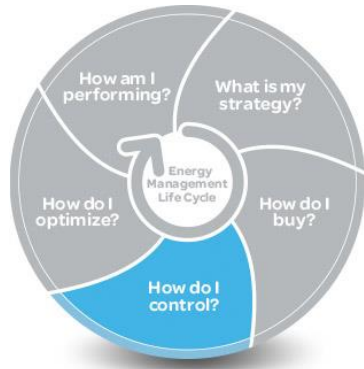 How am I
performing?
What is my
strategy?
Energy
Management
Life Cycle
How do I
optimize?
How do I
buy?
How do I
control?